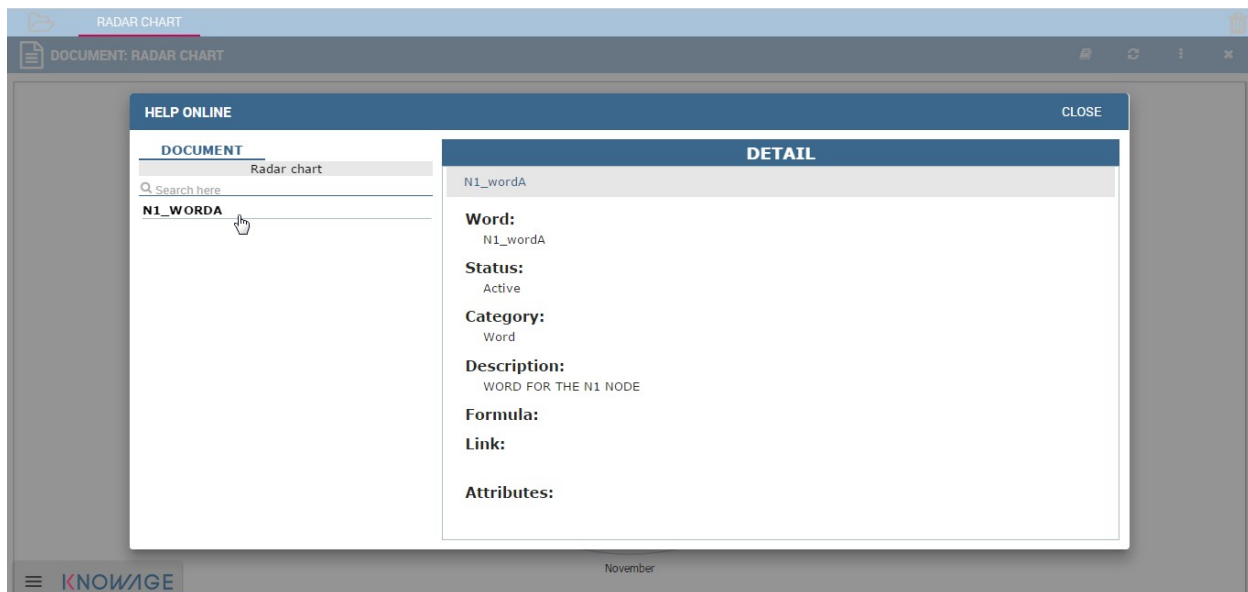 RADAR CHART
DOCUMENT: RADAR CHART
HELP ONLINE
CLOSE
DOCUMENT
Radar chart
Search here
N1_WORDA
DETAIL
N1_wordA
Word:
N1_wordA
Status:
Active
Category:
Word
Description:
WORD FOR THE N1 NODE
Formula:
Link:
Attributes:
November
KNOWAGE